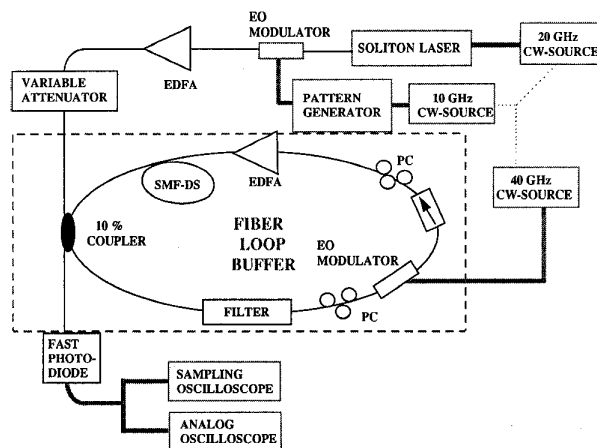 EO
MODULATOR
SOLITON LASER
20 GHz
CW-SOURCE
EDFA
VARIABLE
ATTENUATOR
PATTERN
GENERATOR
10 GHz
CW-SOURCE
PC
EDFA
SMF-DS
40 GHz
CW-SOURCE
10 %
COUPLER
FIBER
LOOP
BUFFER
EO
MODULATOR
FILTER
PC
FAST
PHOTO-
DIODE
SAMPLING
OSCILLOSCOPE
ANALOG
OSCILLOSCOPE